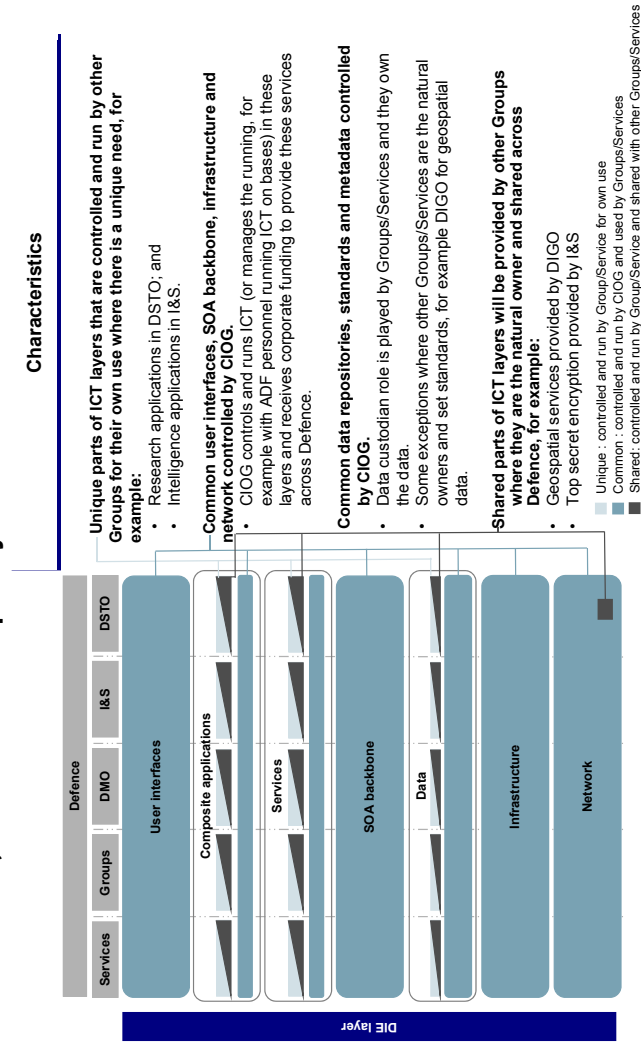 Characteristics
Defence
Services
Groups
DMO
I&S
DSTO
DIE layer
User interfaces
Composite applications
Services
SOA backbone
Data
Infrastructure
Network
Unique parts of ICT layers that are controlled and run by other
Groups for their own use where there is a unique need, for
example:
• Research applications in DSTO; and
• Intelligence applications in I&S.
Common user interfaces, SOA backbone, infrastructure and
network controlled by CIOG.
• CIOG controls and runs ICT (or manages the running, for
example with ADF personnel running ICT on bases) in these
layers and receives corporate funding to provide these services
across Defence.
Common data repositories, standards and metadata controlled
by CIOG.
• Data custodian role is played by Groups/Services and they own
the data.
• Some exceptions where other Groups/Services are the natural
owners and set standards, for example DIGO for geospatial
data.
Shared parts of ICT layers will be provided by other Groups
where they are the natural owner and shared across
Defence, for example:
• Geospatial services provided by DIGO
• Top secret encryption provided by I&S
Unique : controlled and run by Group/Service for own use
Common : controlled and run by CIOG and used by Groups/Services
Shared: controlled and run by Group/Service and shared with other Groups/Services